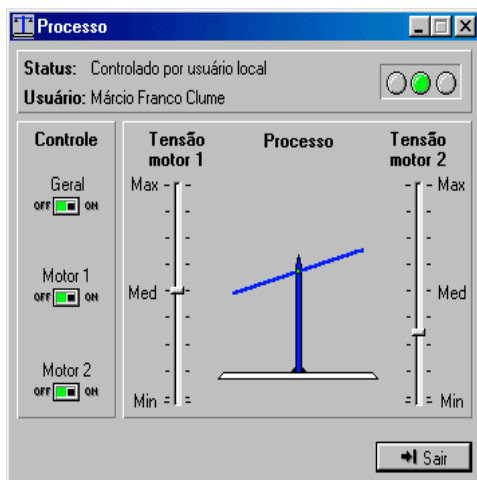 Processo
Status: Controlado por usuário local
Usuário: Márcio Franco Clume
Controle
Geral
OFF ON
Motor 1
OFF ON
Motor 2
OFF ON
Tensão
motor 1
Max
Med
Min
Processo
Tensão
motor 2
Max
Med
Min
Sair